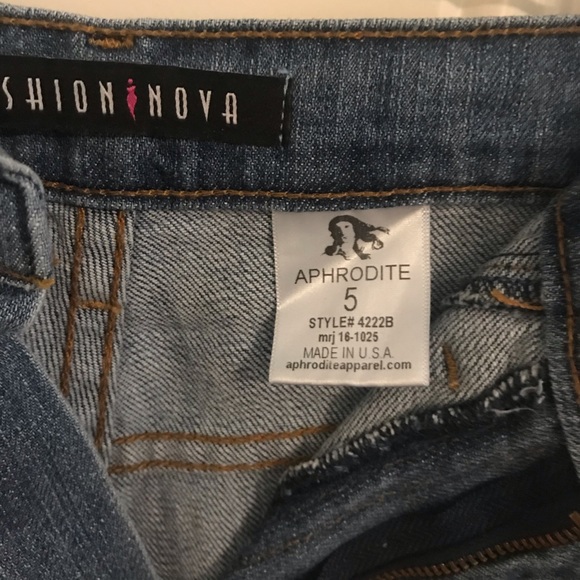 SHION NOVA
APHRODITE
5
STYLE# 4222B
mrj 16-1025
MADE IN U.S.A.
aphroditeapparel.com